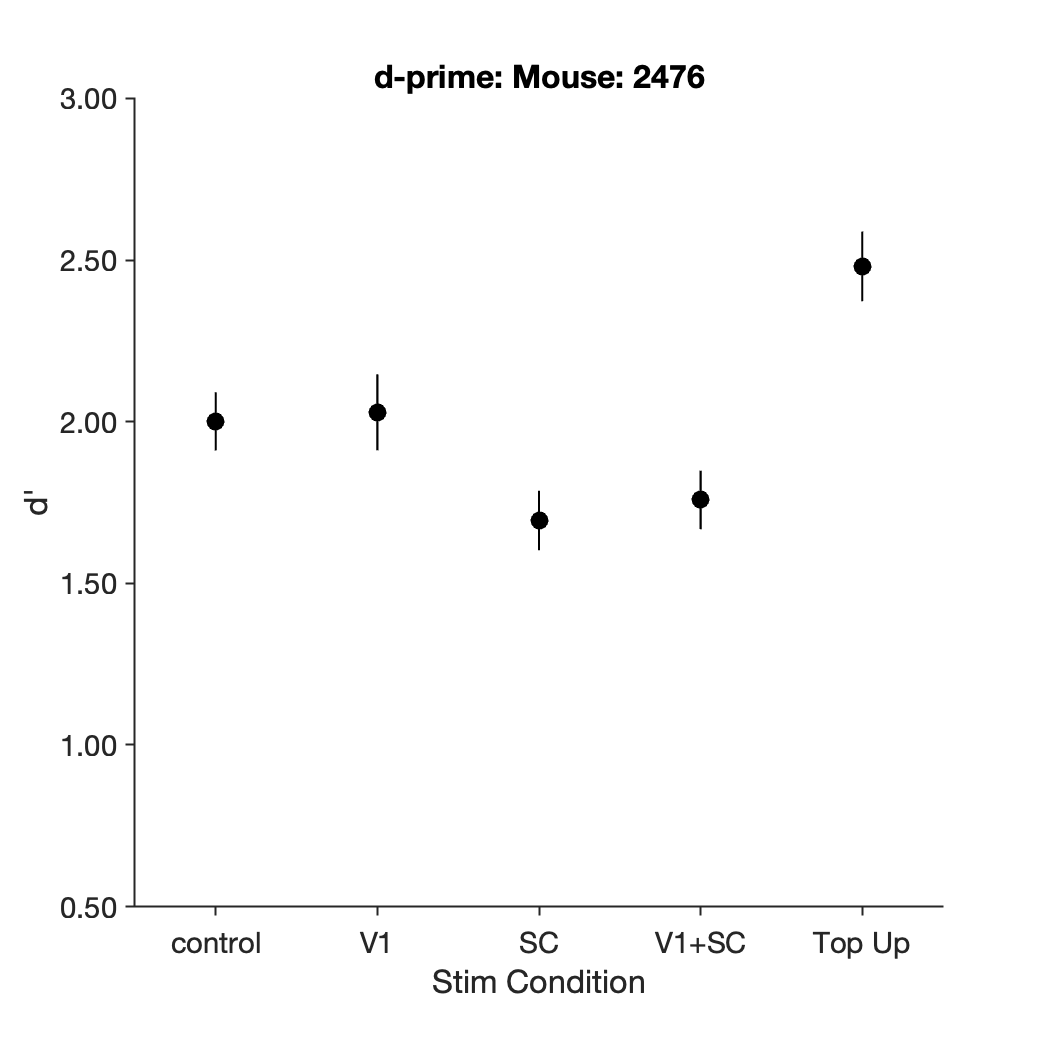 d-prime: Mouse: 2476
3.00
2.50
2.00
1.50
1.00
0.50
d'
control V1 SC V1+SC Top Up
Stim Condition